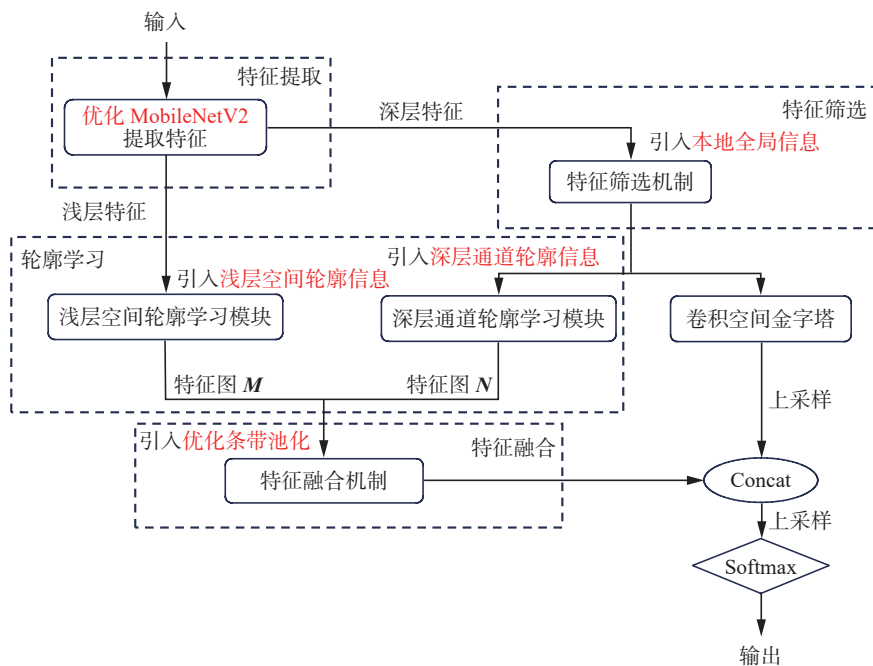 输入
特征提取
优化 MobileNetV2
提取特征
深层特征
特征筛选
引入本地全局信息
特征筛选机制
浅层特征
轮廓学习
引入深层通道轮廓信息
引入浅层空间轮廓信息
浅层空间轮廓学习模块
深层通道轮廓学习模块
卷积空间金字塔
特征图 M
特征图 N
上采样
引入优化条带池化
特征融合
特征融合机制
Concat
上采样
Softmax
输出